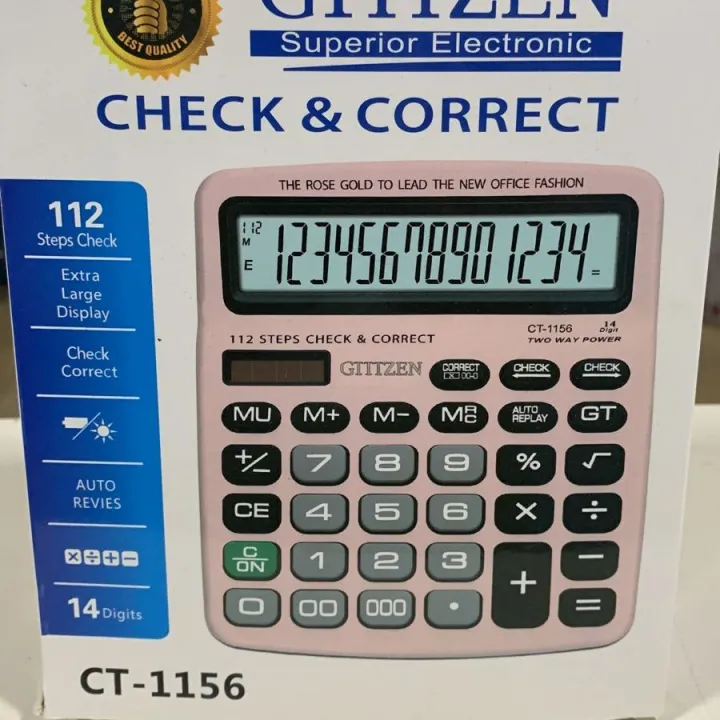 BEST QUALITY
GTITZEN
Superior Electronic
CHECK & CORRECT
112
Steps Check
Extra
Large
Display
Check
Correct
AUTO
REVIES
14 Digits
THE ROSE GOLD TO LEAD THE NEW OFFICE FASHION
112
M
E
12345678901234
=
112 STEPS CHECK & CORRECT
CT-1156
14
Digit
TWO WAY POWER
GTITZEN
CORRECT
CHECK
CHECK
MU M+ M− MRC AUTO REPLAY GT
+/− 7 8 9 % √
CE 4 5 6 × ÷
C/ON 1 2 3 + −
0 00 000 . =
CT-1156